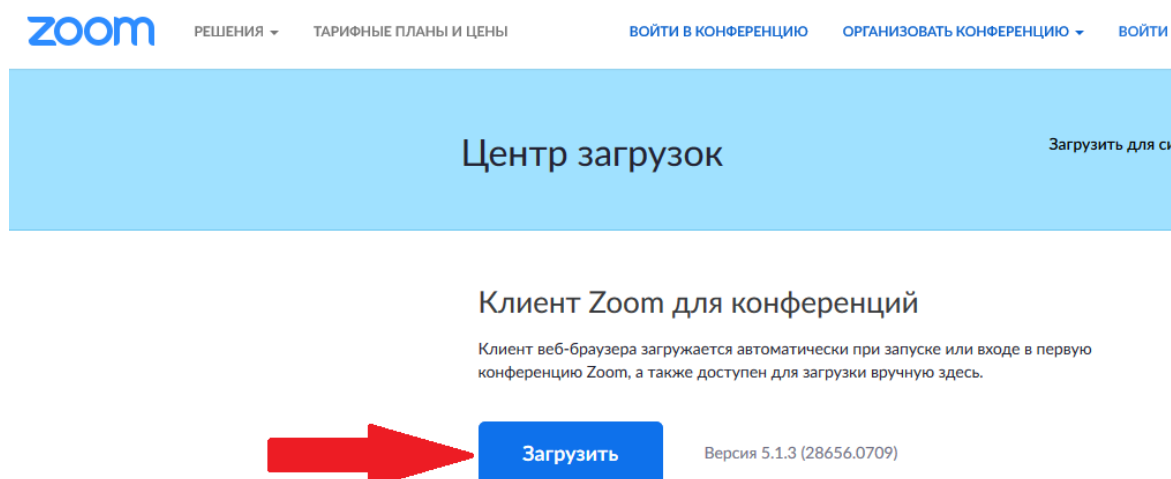 zoom РЕШЕНИЯ ТАРИФНЫЕ ПЛАНЫ И ЦЕНЫ ВОЙТИ В КОНФЕРЕНЦИЮ ОРГАНИЗОВАТЬ КОНФЕРЕНЦИЮ ВОЙТИ
Центр загрузок
Загрузить для си
Клиент Zoom для конференций
Клиент веб-браузера загружается автоматически при запуске или входе в первую
конференцию Zoom, а также доступен для загрузки вручную здесь.
Загрузить Версия 5.1.3 (28656.0709)